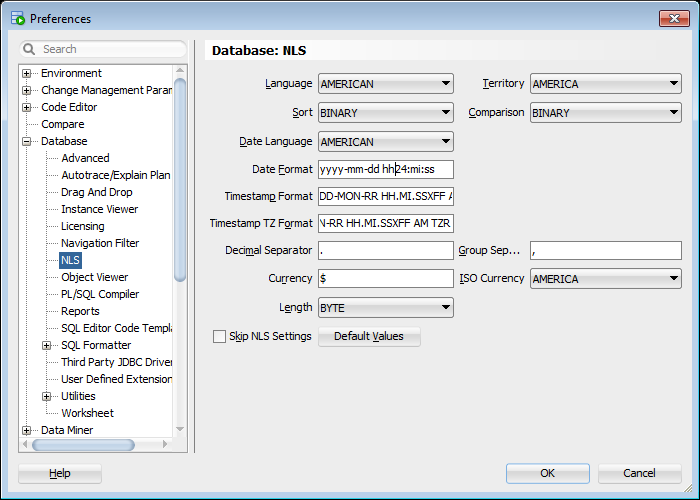 Preferences
Search
Environment
Change Management Param
Code Editor
Compare
Database
Advanced
Autotrace/Explain Plan
Drag And Drop
Instance Viewer
Licensing
Navigation Filter
NLS
Object Viewer
PL/SQL Compiler
Reports
SQL Editor Code Templa
SQL Formatter
Third Party JDBC Driver
User Defined Extension
Utilities
Worksheet
Data Miner
Database: NLS
Language AMERICAN Territory AMERICA
Sort BINARY Comparison BINARY
Date Language AMERICAN
Date Format yyyy-mm-dd hh24:mi:ss
Timestamp Format DD-MON-RR HH.MI.SSXFF A
Timestamp TZ Format N-RR HH.MI.SSXFF AM TZR
Decimal Separator . Group Sep... ,
Currency $ ISO Currency AMERICA
Length BYTE
Skip NLS Settings Default Values
Help OK Cancel